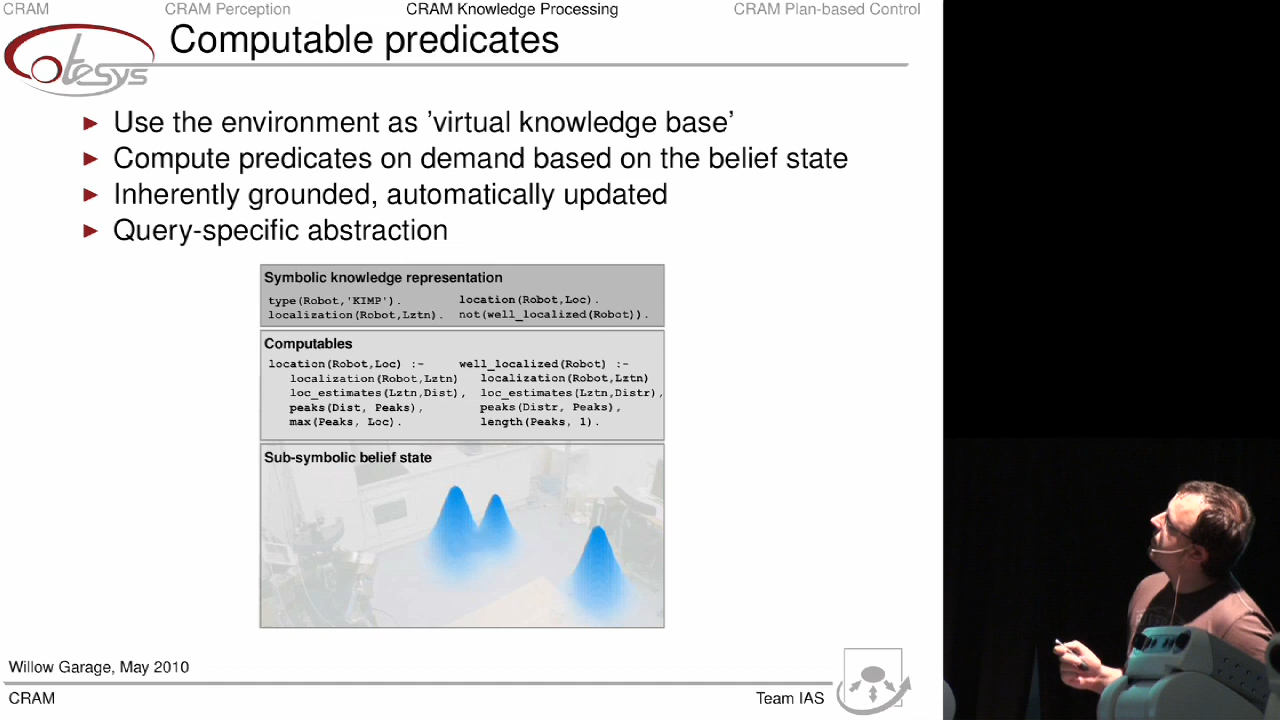 CRAM CRAM Perception CRAM Knowledge Processing CRAM Plan-based Control
Computable predicates
otesys
Use the environment as 'virtual knowledge base'
Compute predicates on demand based on the belief state
Inherently grounded, automatically updated
Query-specific abstraction
Symbolic knowledge representation
type(Robot,'KIMP'). location(Robot,Loc).
localization(Robot,Lztn). not(well_localized(Robot)).
Computables
location(Robot,Loc) :- well_localized(Robot) :-
localization(Robot,Lztn) localization(Robot,Lztn)
loc_estimates(Lztn,Dist), loc_estimates(Lztn,Distr),
peaks(Dist, Peaks), peaks(Distr, Peaks),
max(Peaks, Loc). length(Peaks, 1).
Sub-symbolic belief state
Willow Garage, May 2010
CRAM Team IAS